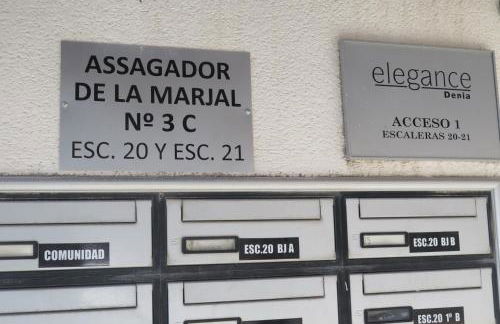 ASSAGADOR
DE LA MARJAL
Nº 3 C
ESC. 20 Y ESC. 21
elegance
Denia
ACCESO 1
ESCALERAS 20-21
COMUNIDAD
ESC.20 BJ A
ESC.20 BJ B
ESC.20 1º B